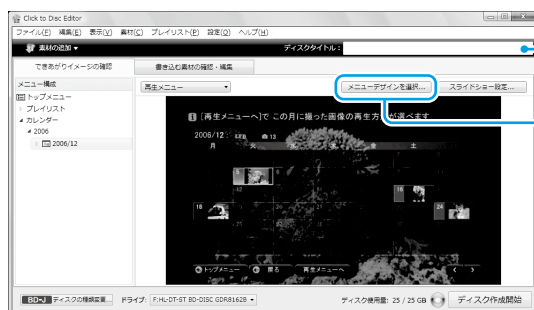 Click to Disc Editor
ファイル(F) 編集(E) 表示(V) 素材(C) プレイリスト(P) 設定(O) ヘルプ(H)
素材の追加 ▼ ディスクタイトル：
できあがりイメージの確認 書き込む素材の確認・編集
メニュー構成 再生メニュー メニューデザインを選択... スライドショー設定...
トップメニュー
プレイリスト
カレンダー
2006
2006/12
[再生メニューへ]で この月に撮った画像の再生方法が選べます
2006/12 13
月 火 水 木 金 土
16
18 24
トップメニュー 戻る 再生メニューへ
BD-J ディスクの種類変更... ドライブ： F:HL-DT-ST BD-DISC GDR8162B ディスク使用量： 25 / 25 GB ディスク作成開始